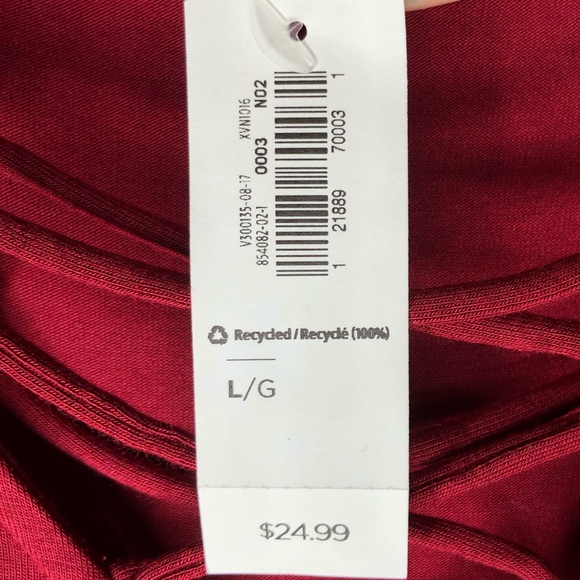 V300135-08-17 XVN1016
854082-02-1 0003 N02
1 21889 70003 1
Recycled / Recyclé (100%)
L/G
$24.99